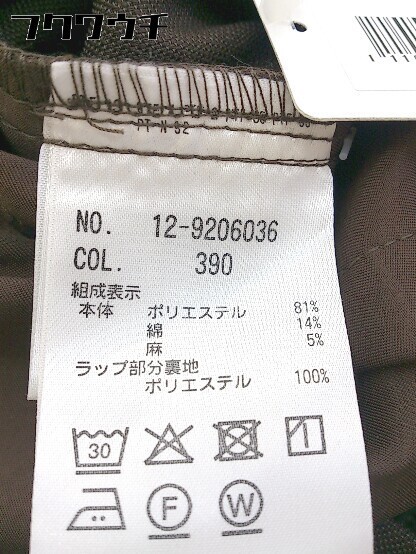 フクワウチ
PT-N-S2
NO. 12-9206036
COL. 390
組成表示
本体 ポリエステル 81%
綿 14%
麻 5%
ラップ部分裏地
ポリエステル 100%
30
F W